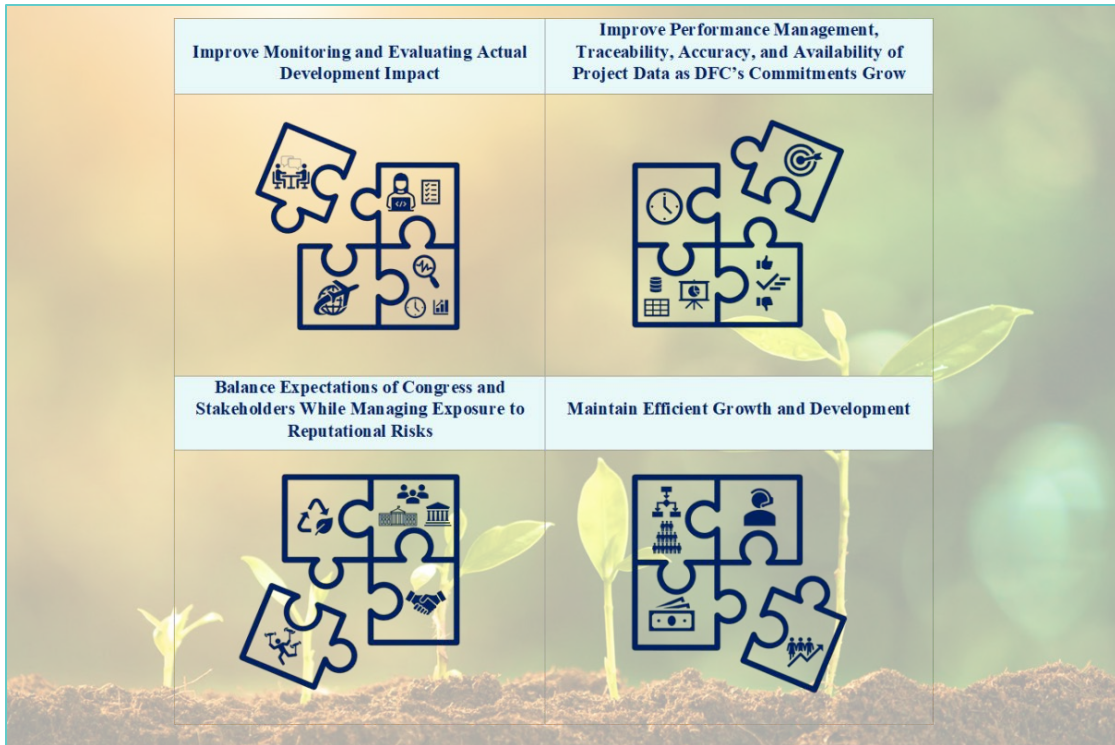 Improve Monitoring and Evaluating Actual
Development Impact
Improve Performance Management,
Traceability, Accuracy, and Availability of
Project Data as DFC’s Commitments Grow
Balance Expectations of Congress and
Stakeholders While Managing Exposure to
Reputational Risks
Maintain Efficient Growth and Development